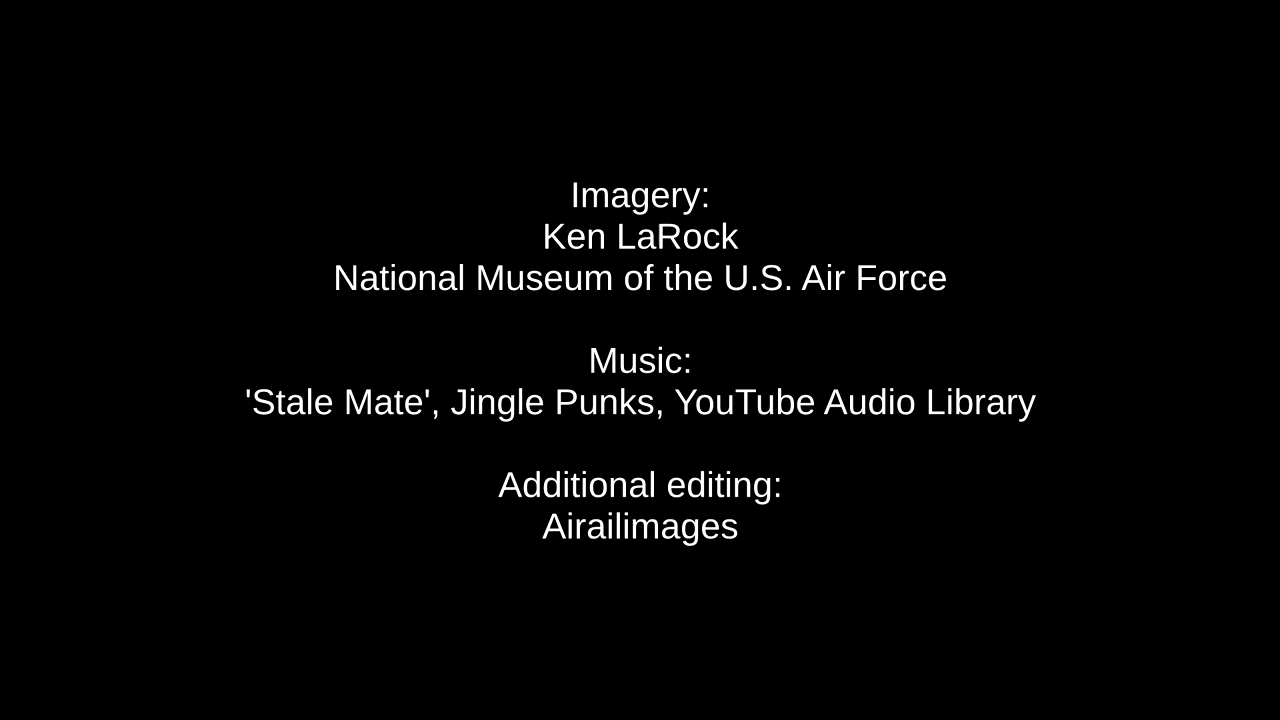 Imagery:
Ken LaRock
National Museum of the U.S. Air Force
Music:
'Stale Mate', Jingle Punks, YouTube Audio Library
Additional editing:
Airailimages